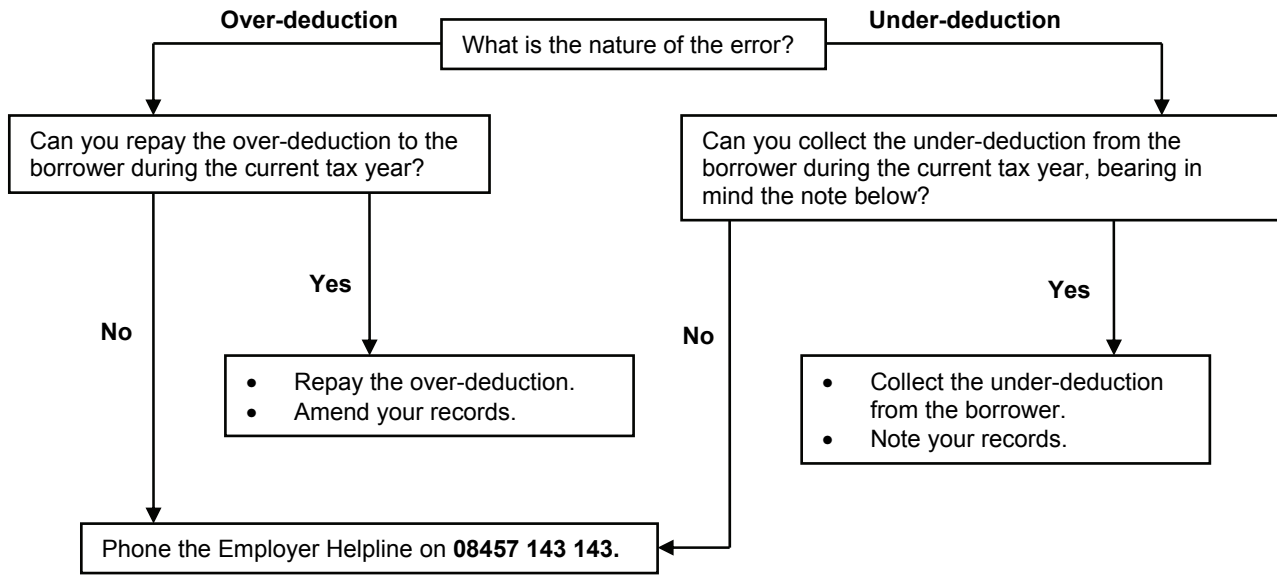 Over-deduction
Under-deduction
What is the nature of the error?
Can you repay the over-deduction to the
borrower during the current tax year?
Can you collect the under-deduction from the
borrower during the current tax year, bearing in
mind the note below?
Yes
No
Yes
No
• Repay the over-deduction.
• Amend your records.
• Collect the under-deduction
from the borrower.
• Note your records.
Phone the Employer Helpline on 08457 143 143.